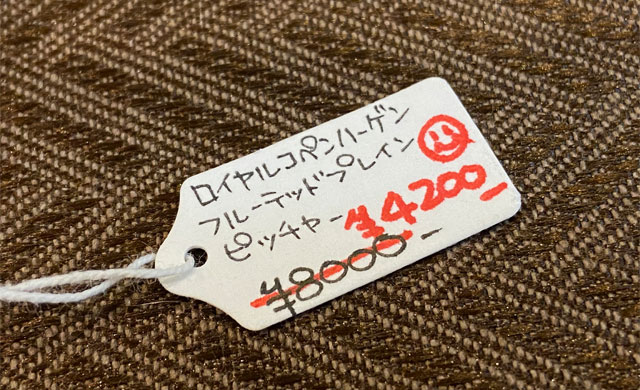 ロイヤルコペンハーゲン
フルーテッドプレイン
ピッチャー ¥4200-
¥8000-